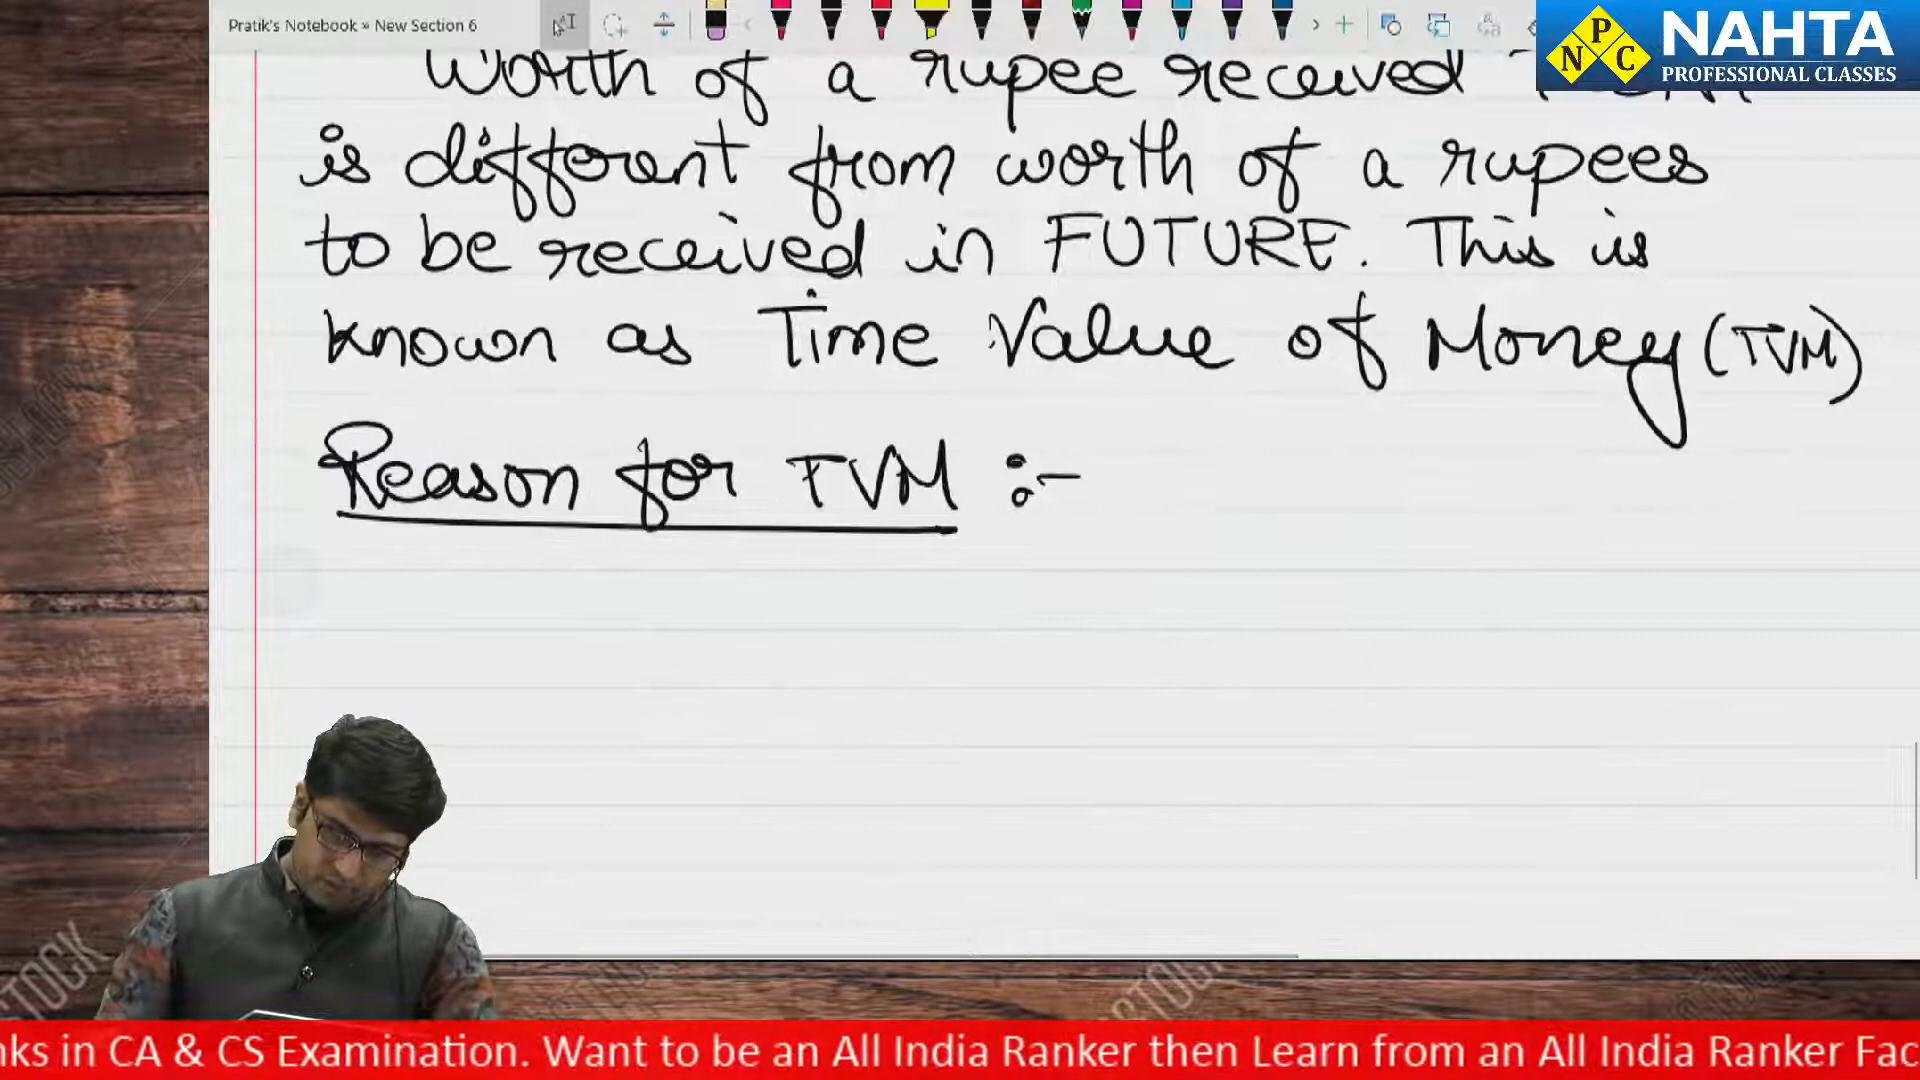 Pratik's Notebook » New Section 6
NPC
NAHTA
PROFESSIONAL CLASSES
Worth of a rupee received
is different from worth of a rupees
to be received in FUTURE. This is
known as Time Value of Money (TVM)
Reason for TVM :-
STOCK
nks in CA & CS Examination. Want to be an All India Ranker then Learn from an All India Ranker Fac